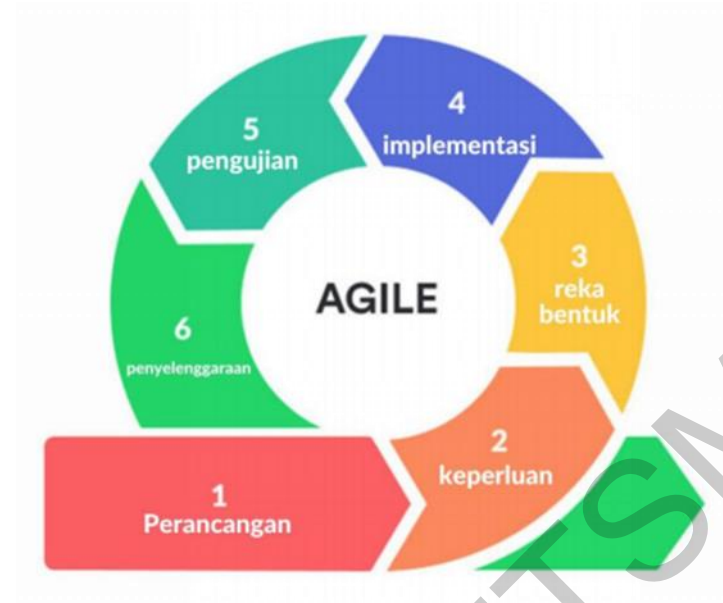 4
implementasi
5
pengujian
3
reka
bentuk
AGILE
6
penyelenggaraan
2
keperluan
1
Perancangan